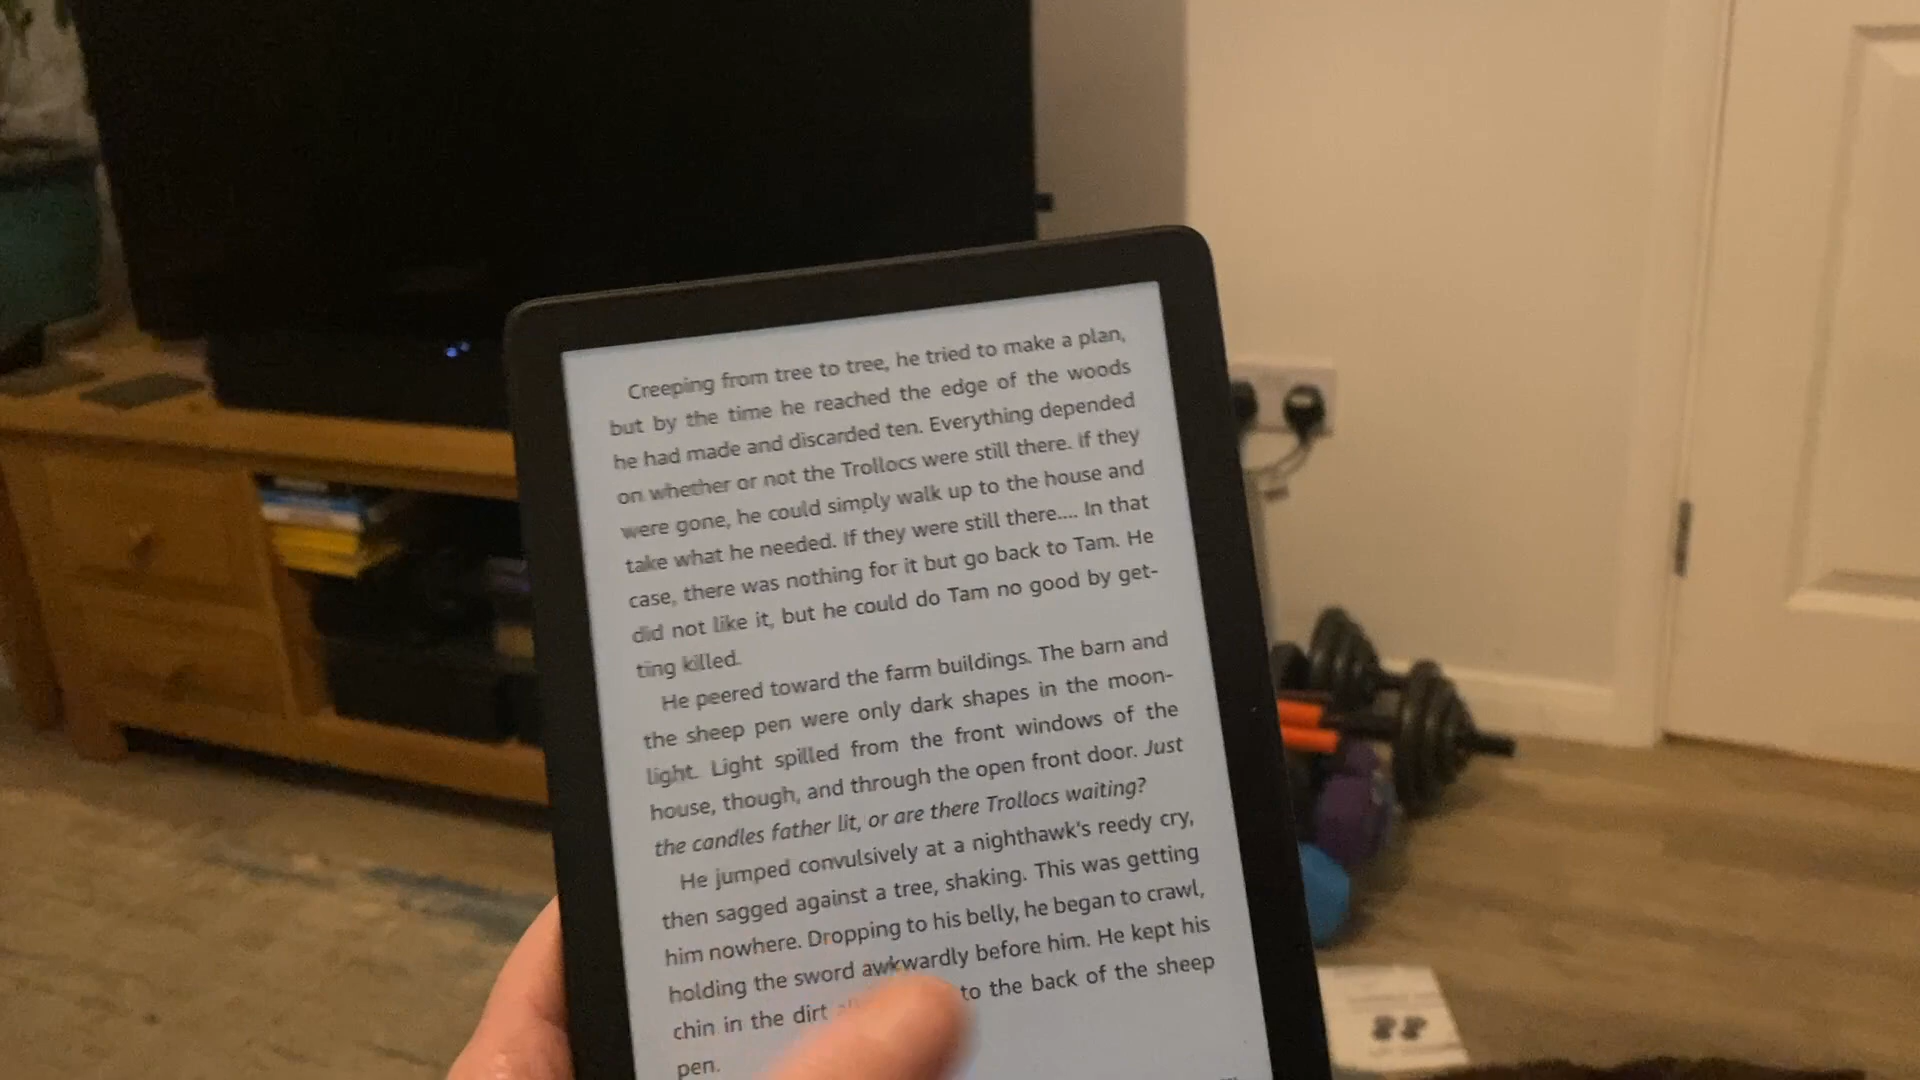 Creeping from tree to tree, he tried to make a plan,
but by the time he reached the edge of the woods
he had made and discarded ten. Everything depended
on whether or not the Trollocs were still there. If they
were gone, he could simply walk up to the house and
take what he needed. If they were still there.... In that
case, there was nothing for it but go back to Tam. He
did not like it, but he could do Tam no good by get-
ting killed.
He peered toward the farm buildings. The barn and
the sheep pen were only dark shapes in the moon-
light. Light spilled from the front windows of the
house, though, and through the open front door. Just
the candles father lit, or are there Trollocs waiting?
He jumped convulsively at a nighthawk's reedy cry,
then sagged against a tree, shaking. This was getting
him nowhere. Dropping to his belly, he began to crawl,
holding the sword awkwardly before him. He kept his
chin in the dirt to the back of the sheep
pen.